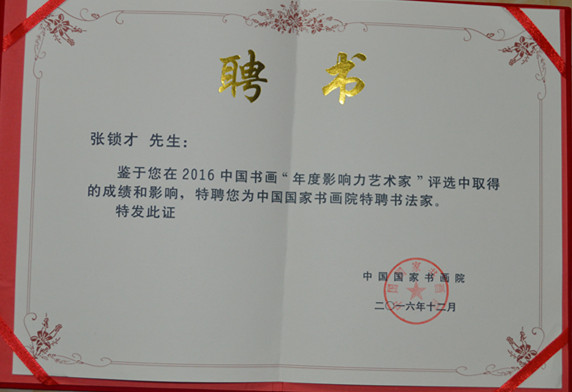 聘 书
张锁才 先生：
鉴于您在2016中国书画“年度影响力艺术家”评选中取得
的成绩和影响，特聘您为中国国家书画院特聘书法家。
特发此证
中国国家书画院
二〇一六年十二月